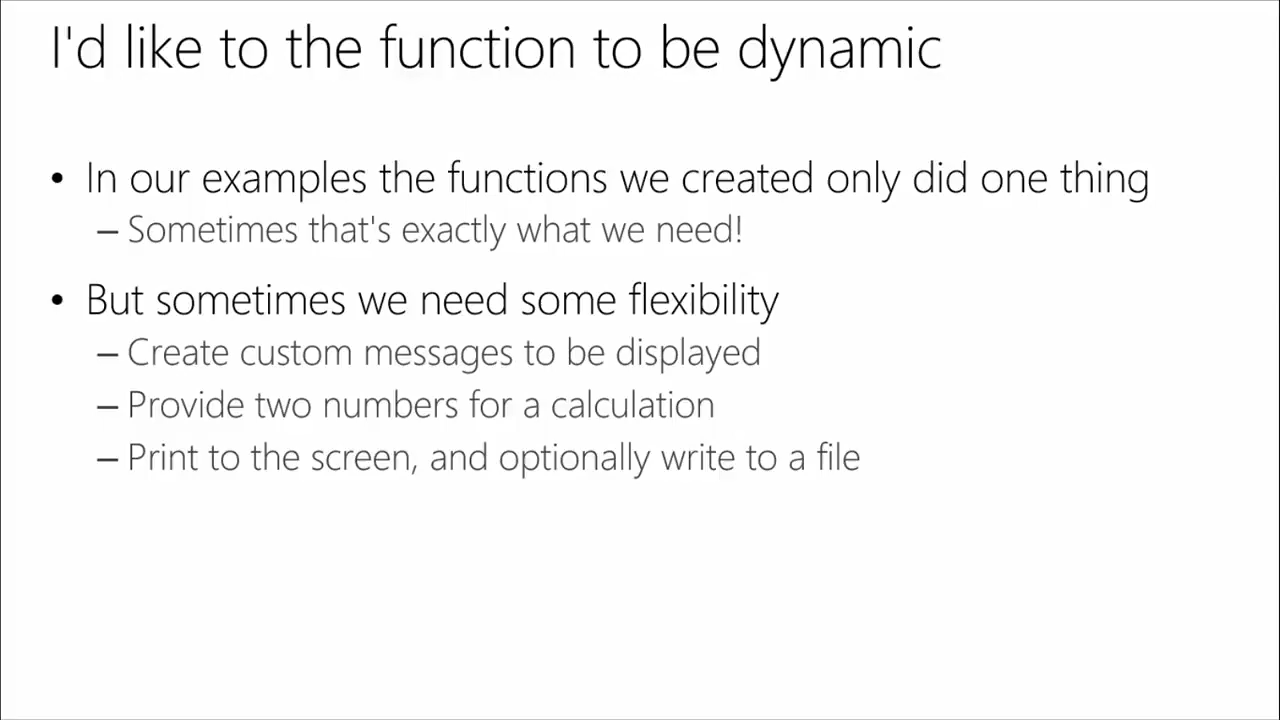 I'd like to the function to be dynamic
• In our examples the functions we created only did one thing
– Sometimes that's exactly what we need!
• But sometimes we need some flexibility
– Create custom messages to be displayed
– Provide two numbers for a calculation
– Print to the screen, and optionally write to a file